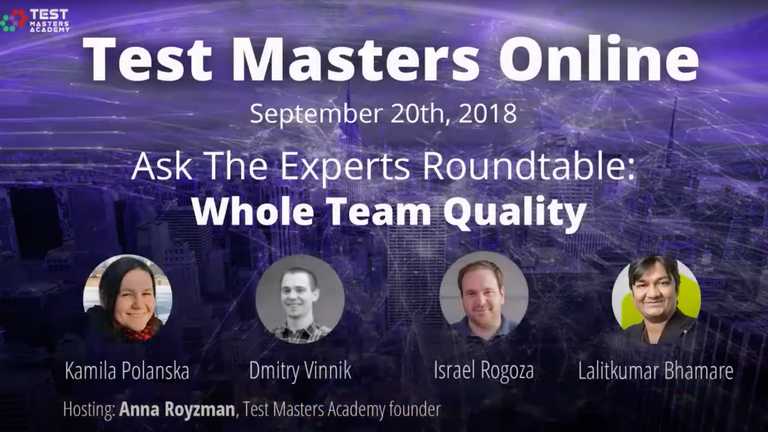 TEST
MASTERS
ACADEMY
Test Masters Online
September 20th, 2018
Ask The Experts Roundtable:
Whole Team Quality
Kamila Polanska
Dmitry Vinnik
Israel Rogoza
Lalitkumar Bhamare
Hosting: Anna Royzman, Test Masters Academy founder